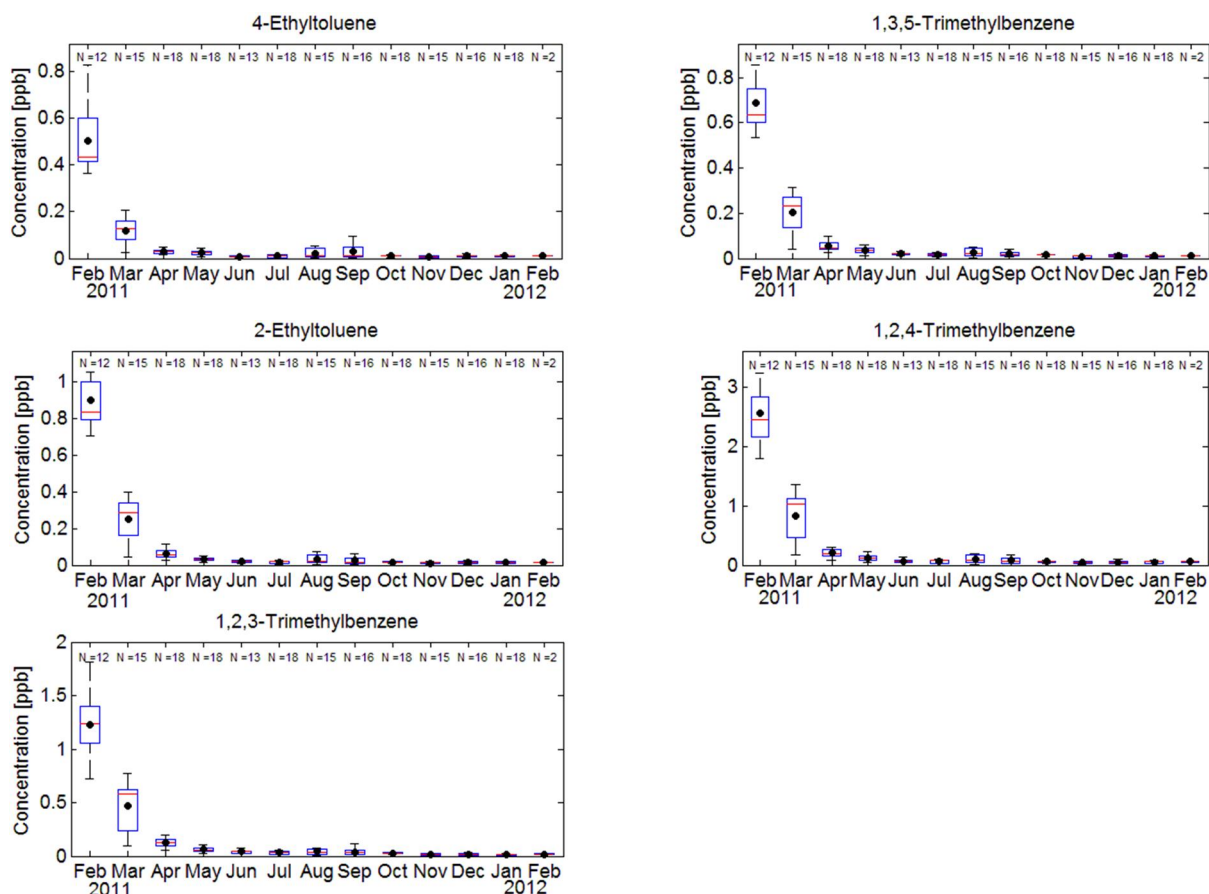 4-Ethyltoluene
N =12 N =15 N =18 N =18 N =13 N =18 N =15 N =16 N =18 N =15 N =16 N =18 N =2
Concentration [ppb]
0.8
0.6
0.4
0.2
0
Feb Mar Apr May Jun Jul Aug Sep Oct Nov Dec Jan Feb
2011 2012
1,3,5-Trimethylbenzene
N =12 N =15 N =18 N =18 N =13 N =18 N =15 N =16 N =18 N =15 N =16 N =18 N =2
Concentration [ppb]
0.8
0.6
0.4
0.2
0
Feb Mar Apr May Jun Jul Aug Sep Oct Nov Dec Jan Feb
2011 2012
2-Ethyltoluene
N =12 N =15 N =18 N =18 N =13 N =18 N =15 N =16 N =18 N =15 N =16 N =18 N =2
Concentration [ppb]
1
0.8
0.6
0.4
0.2
0
Feb Mar Apr May Jun Jul Aug Sep Oct Nov Dec Jan Feb
2011 2012
1,2,4-Trimethylbenzene
N =12 N =15 N =18 N =18 N =13 N =18 N =15 N =16 N =18 N =15 N =16 N =18 N =2
Concentration [ppb]
3
2
1
0
Feb Mar Apr May Jun Jul Aug Sep Oct Nov Dec Jan Feb
2011 2012
1,2,3-Trimethylbenzene
N =12 N =15 N =18 N =18 N =13 N =18 N =15 N =16 N =18 N =15 N =16 N =18 N =2
Concentration [ppb]
2
1.5
1
0.5
0
Feb Mar Apr May Jun Jul Aug Sep Oct Nov Dec Jan Feb
2011 2012